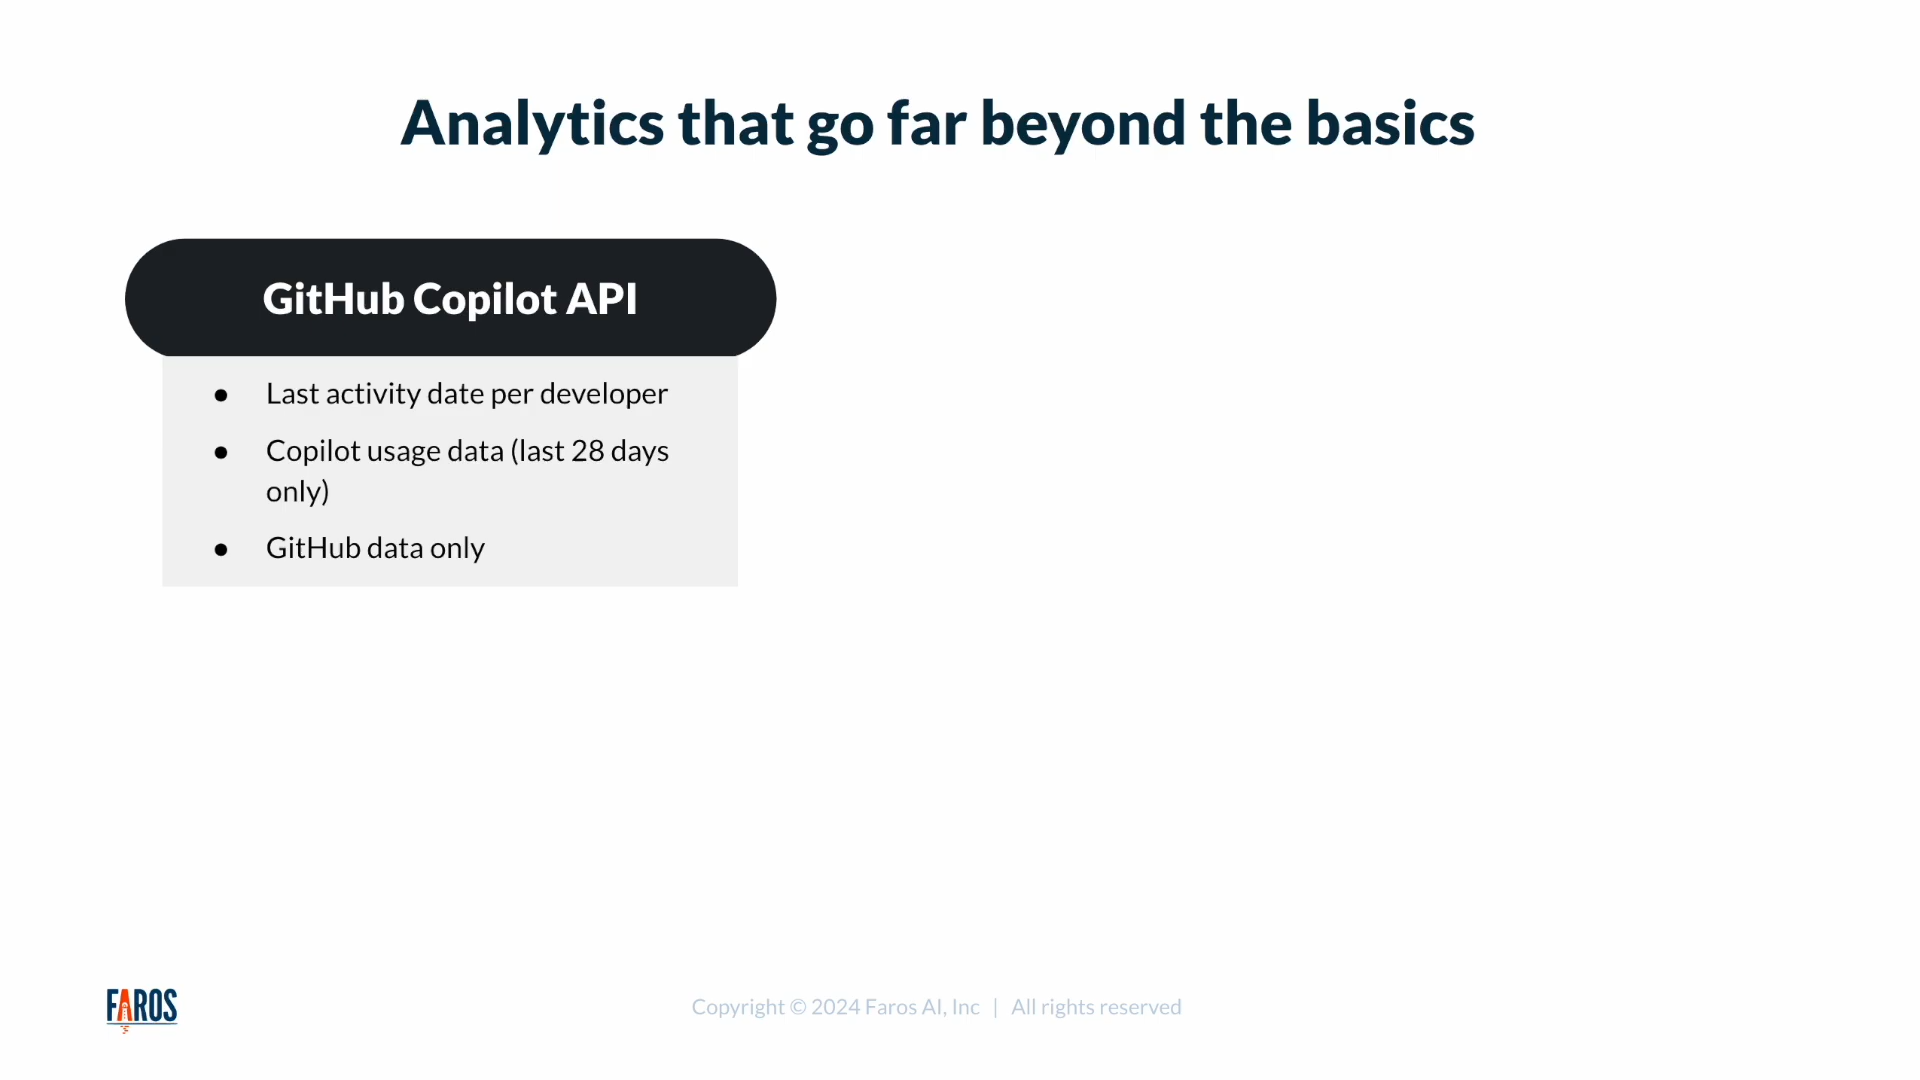 Analytics that go far beyond the basics
GitHub Copilot API
● Last activity date per developer
● Copilot usage data (last 28 days
only)
● GitHub data only
FAROS
Copyright © 2024 Faros AI, Inc | All rights reserved